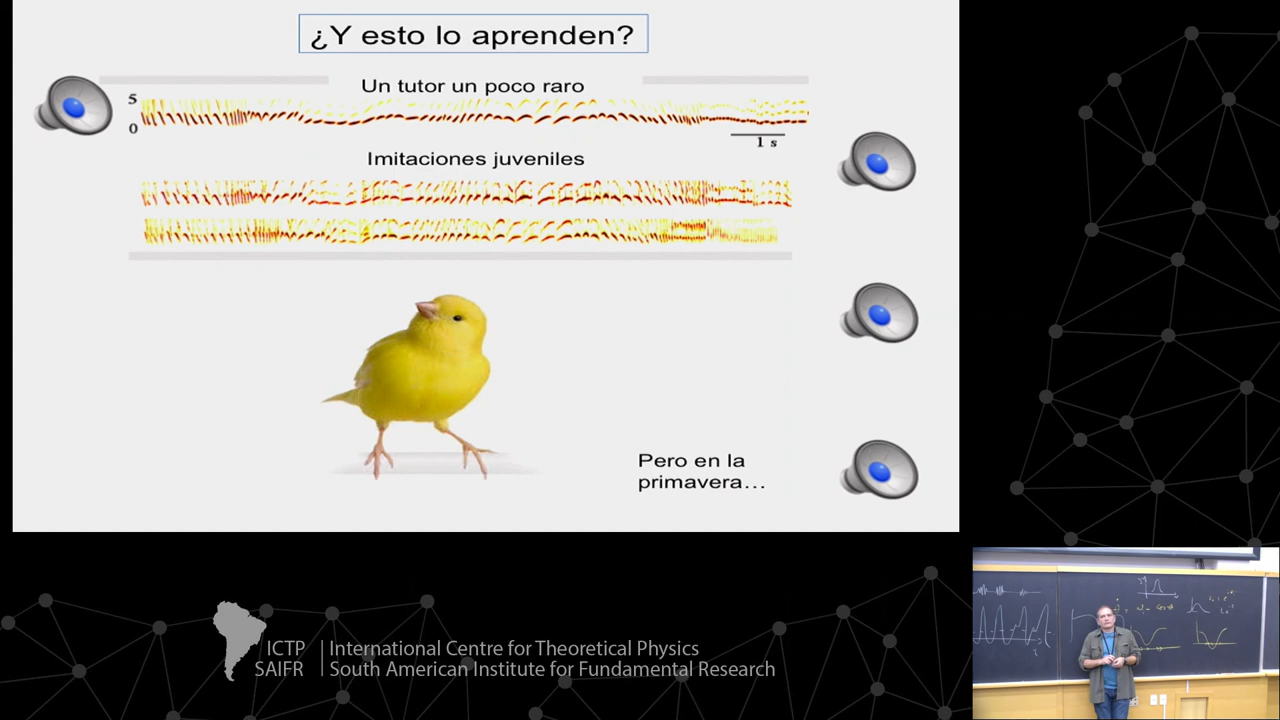 ¿Y esto lo aprenden?
Un tutor un poco raro
5
0
1 s
Imitaciones juveniles
Pero en la
primavera...
ICTP
SAIFR
International Centre for Theoretical Physics
South American Institute for Fundamental Research